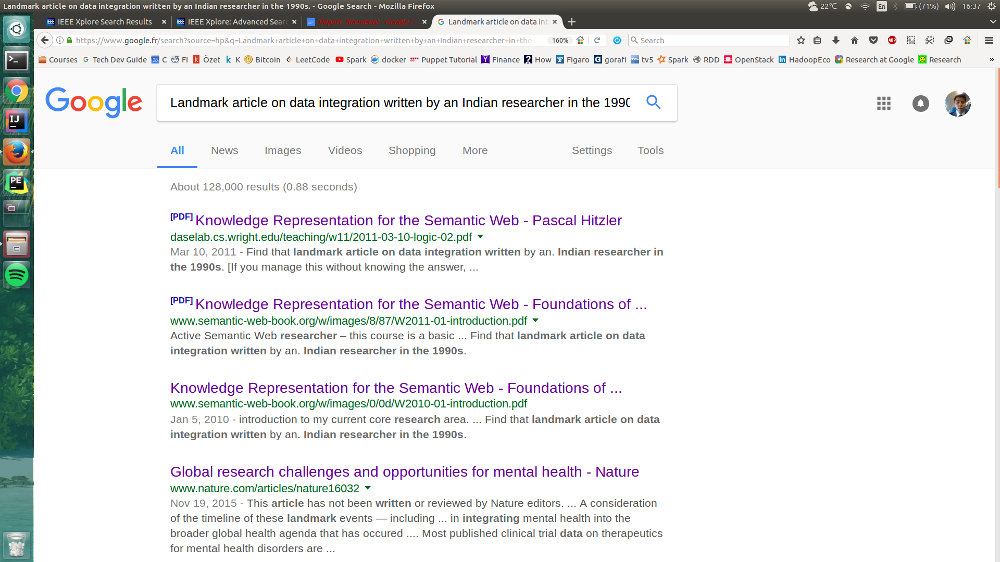 Landmark article on data integration written by an Indian researcher in the 1990s. - Google Search - Mozilla Firefox
22°C
En
(71%)
16:37
IEEE Xplore Search Results
IEEE Xplore: Advanced Searc
Report_document - Google
Landmark article on data int
https://www.google.fr/search?source=hp&q=Landmark+article+on+data+integration+written+by+an+Indian+researcher+in+the+
160%
Search
ABP
Courses
Tech Dev Guide
28 C
FI
Özet
K
Bitcoin
LeetCode
Spark
docker
Puppet Tutorial
Finance
How
Figaro
gorafi
tv5
Spark
RDD
OpenStack
HadoopEco
Research at Google
Research
»
Google
Landmark article on data integration written by an Indian researcher in the 199
All
News
Images
Videos
Shopping
More
Settings
Tools
About 128,000 results (0.88 seconds)
[PDF] Knowledge Representation for the Semantic Web - Pascal Hitzler
daselab.cs.wright.edu/teaching/w11/2011-03-10-logic-02.pdf
Mar 10, 2011 - Find that landmark article on data integration written by an. Indian researcher in
the 1990s. [If you manage this without knowing the answer, ...
[PDF] Knowledge Representation for the Semantic Web - Foundations of ...
www.semantic-web-book.org/w/images/8/87/W2011-01-introduction.pdf
Active Semantic Web researcher – this course is a basic ... Find that landmark article on data
integration written by an. Indian researcher in the 1990s.
Knowledge Representation for the Semantic Web - Foundations of ...
www.semantic-web-book.org/w/images/0/0d/W2010-01-introduction.pdf
Jan 5, 2010 - introduction to my current core research area. ... Find that landmark article on data
integration written by an. Indian researcher in the 1990s.
Global research challenges and opportunities for mental health - Nature
www.nature.com/articles/nature16032
Nov 19, 2015 - This article has not been written or reviewed by Nature editors. ... A consideration
of the timeline of these landmark events — including ... in integrating mental health into the
broader global health agenda that has occured .... Most published clinical trial data on therapeutics
for mental health disorders are ...
IJ
PE